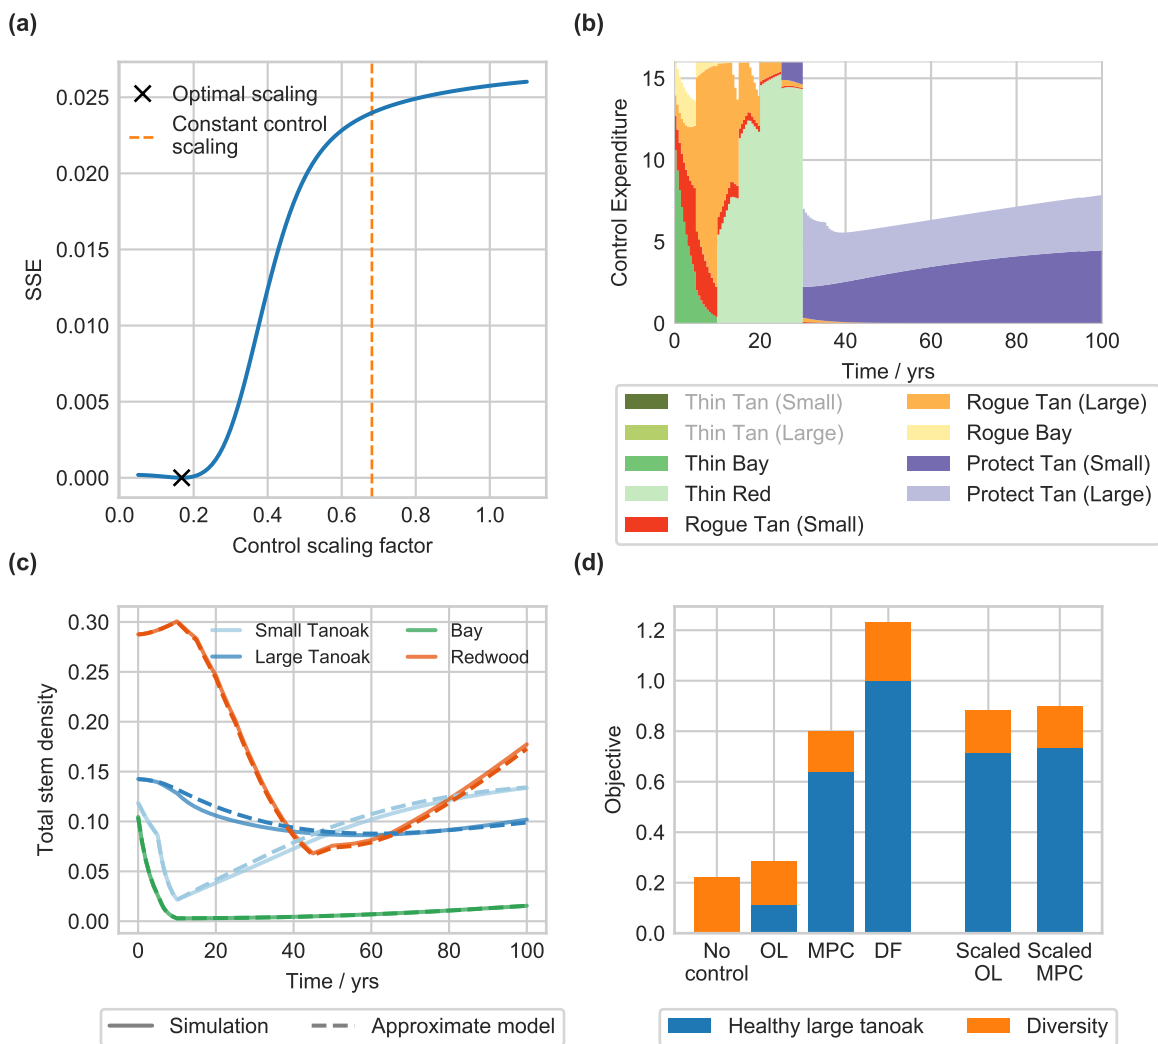 (a)
SSE
0.025
0.020
0.015
0.010
0.005
0.000
0.0
0.2
0.4
0.6
0.8
1.0
Control scaling factor
Optimal scaling
Constant control
scaling
(b)
Control Expenditure
15
10
5
0
0
20
40
60
80
100
Time / yrs
Thin Tan (Small)
Thin Tan (Large)
Thin Bay
Thin Red
Rogue Tan (Small)
Rogue Tan (Large)
Rogue Bay
Protect Tan (Small)
Protect Tan (Large)
(c)
Total stem density
0.30
0.25
0.20
0.15
0.10
0.05
0.00
0
20
40
60
80
100
Time / yrs
Small Tanoak
Large Tanoak
Bay
Redwood
Simulation
Approximate model
(d)
Objective
1.2
1.0
0.8
0.6
0.4
0.2
0.0
No
control
OL
MPC
DF
Scaled
OL
Scaled
MPC
Healthy large tanoak
Diversity